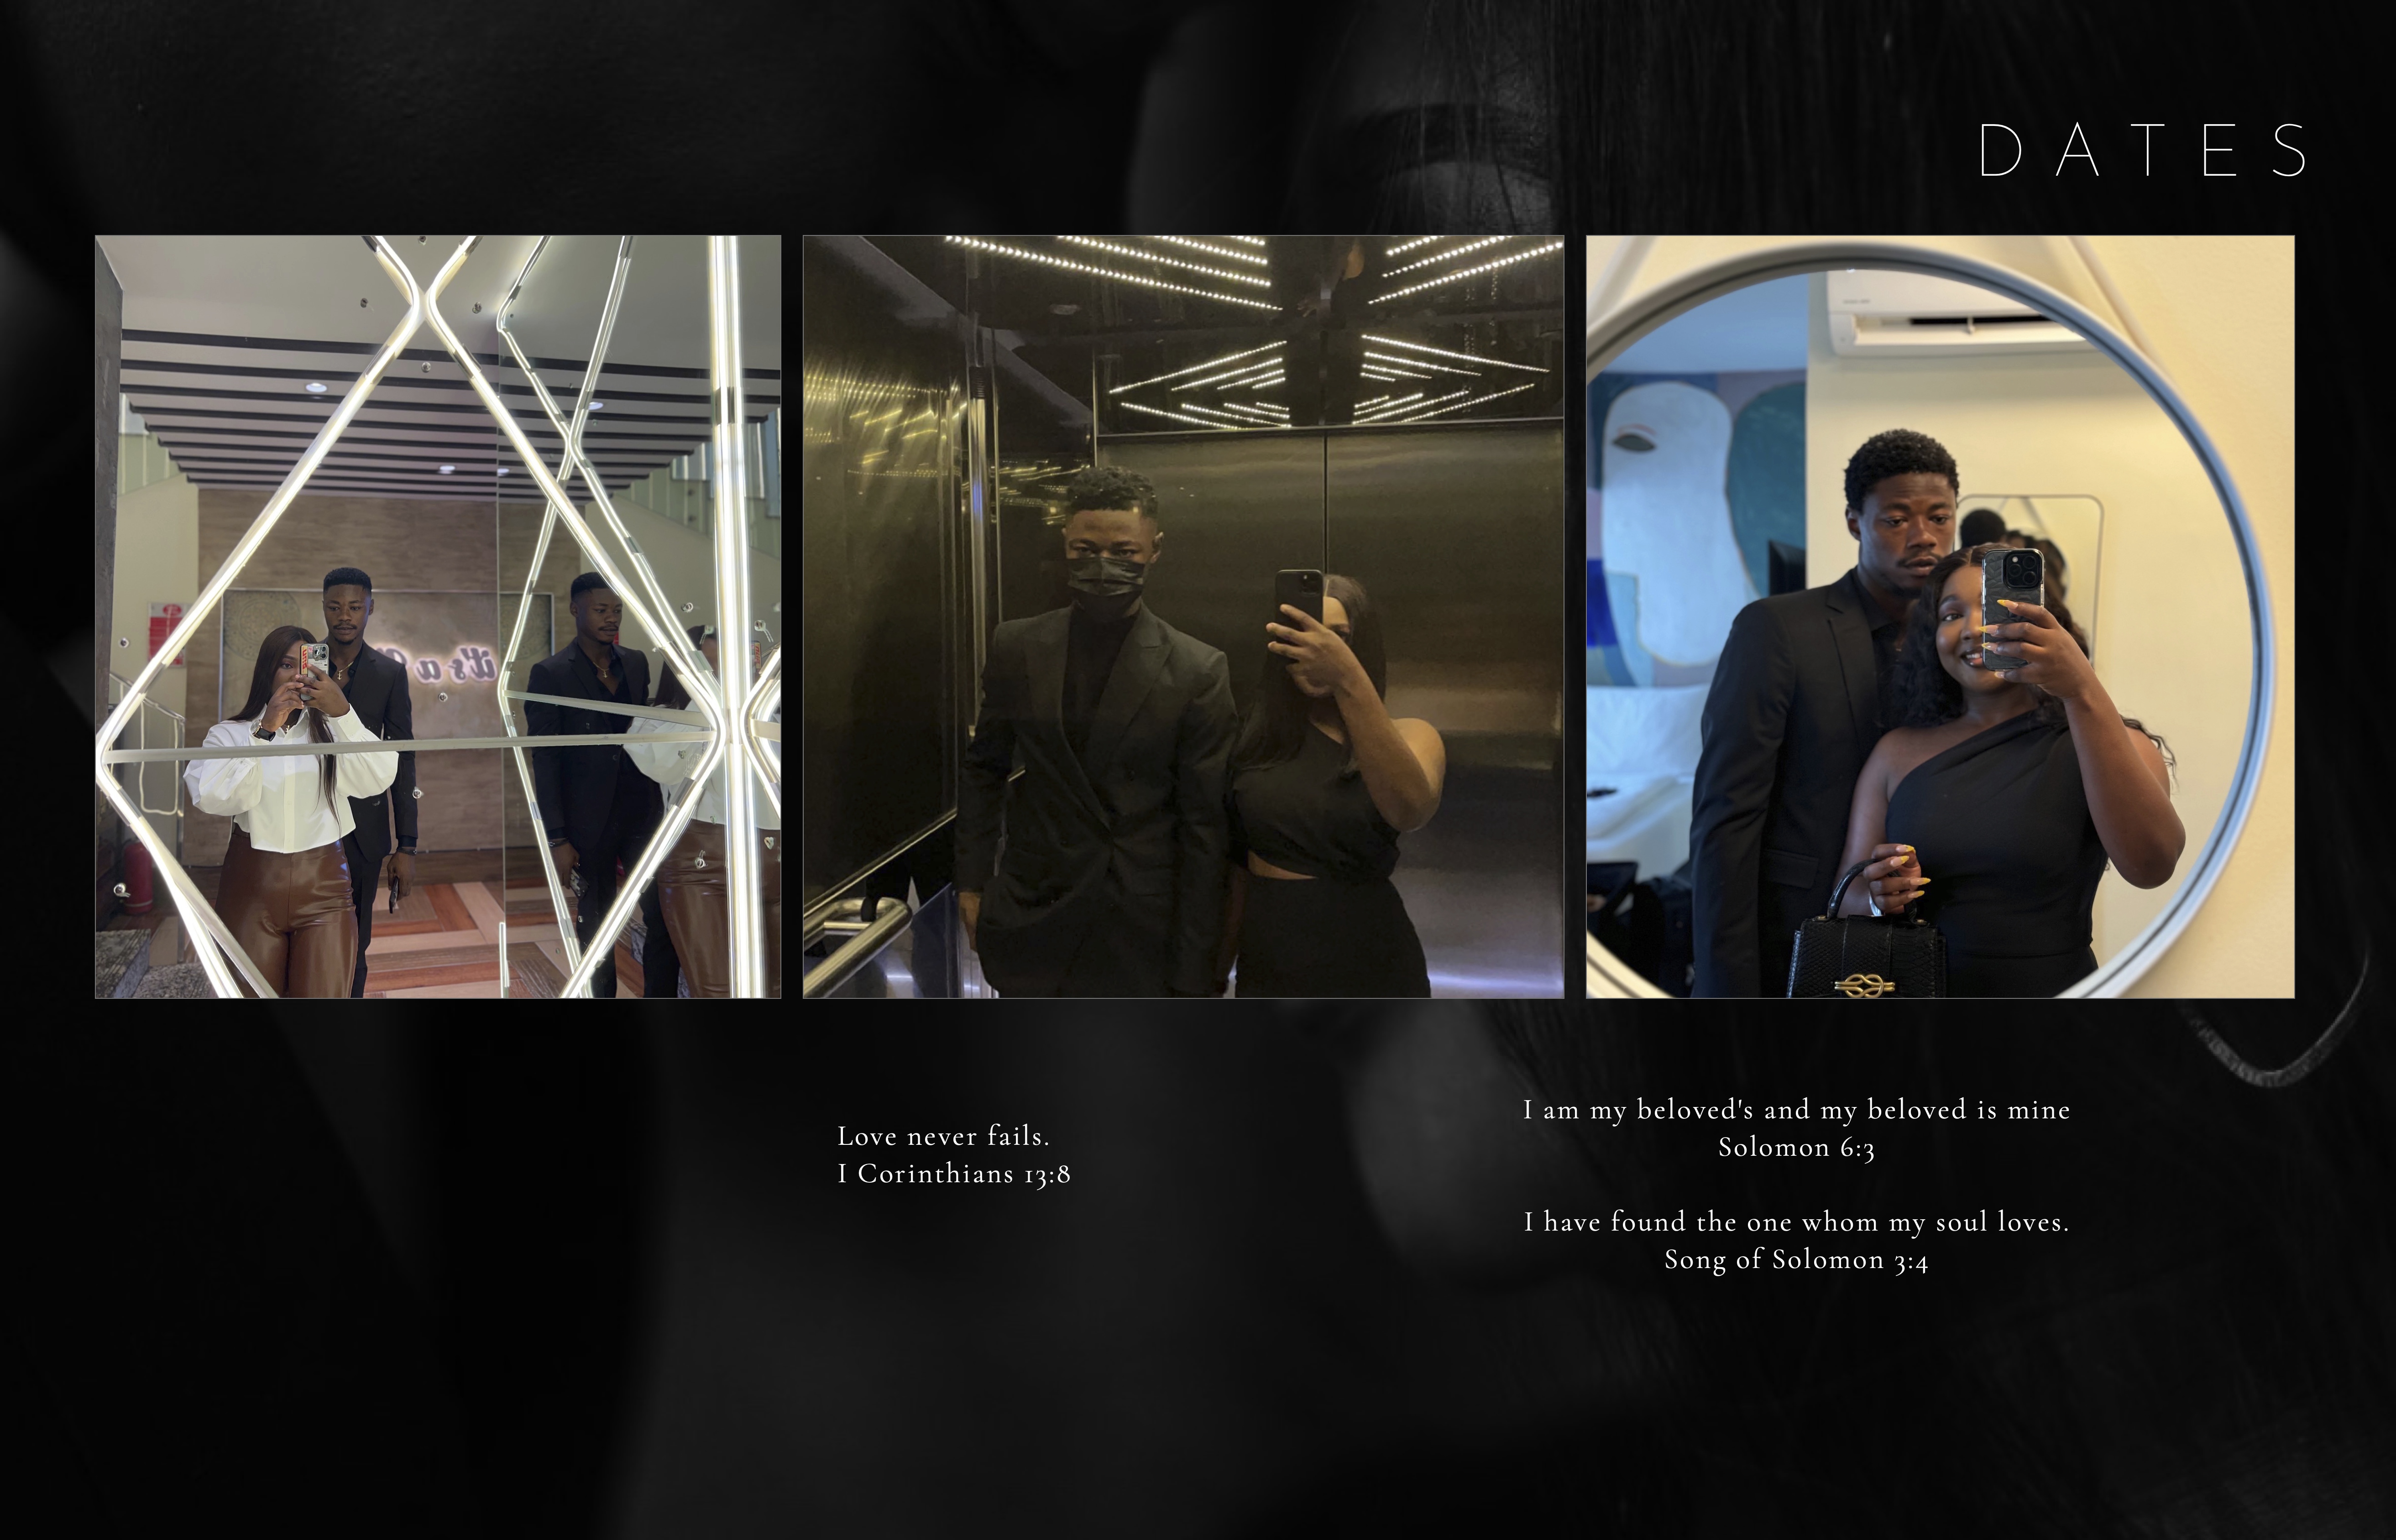 DATES
it's a
Love never fails.
I Corinthians 13:8
I am my beloved's and my beloved is mine
Solomon 6:3
I have found the one whom my soul loves.
Song of Solomon 3:4